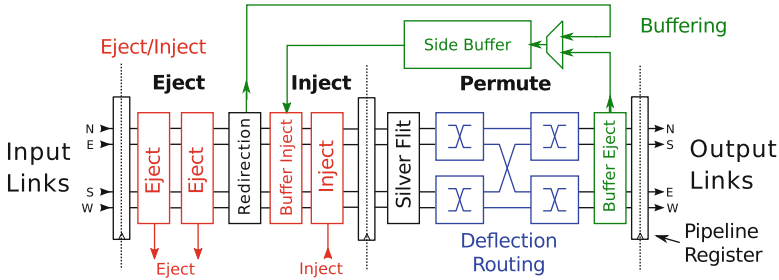 Eject/Inject
Side Buffer
Buffering
Eject
Inject
Permute
Input
Links
N
E
S
W
Eject
Eject
Redirection
Buffer Inject
Inject
Silver Flit
Buffer Eject
N
S
E
W
Output
Links
Deflection
Routing
Pipeline
Register
Eject
Inject